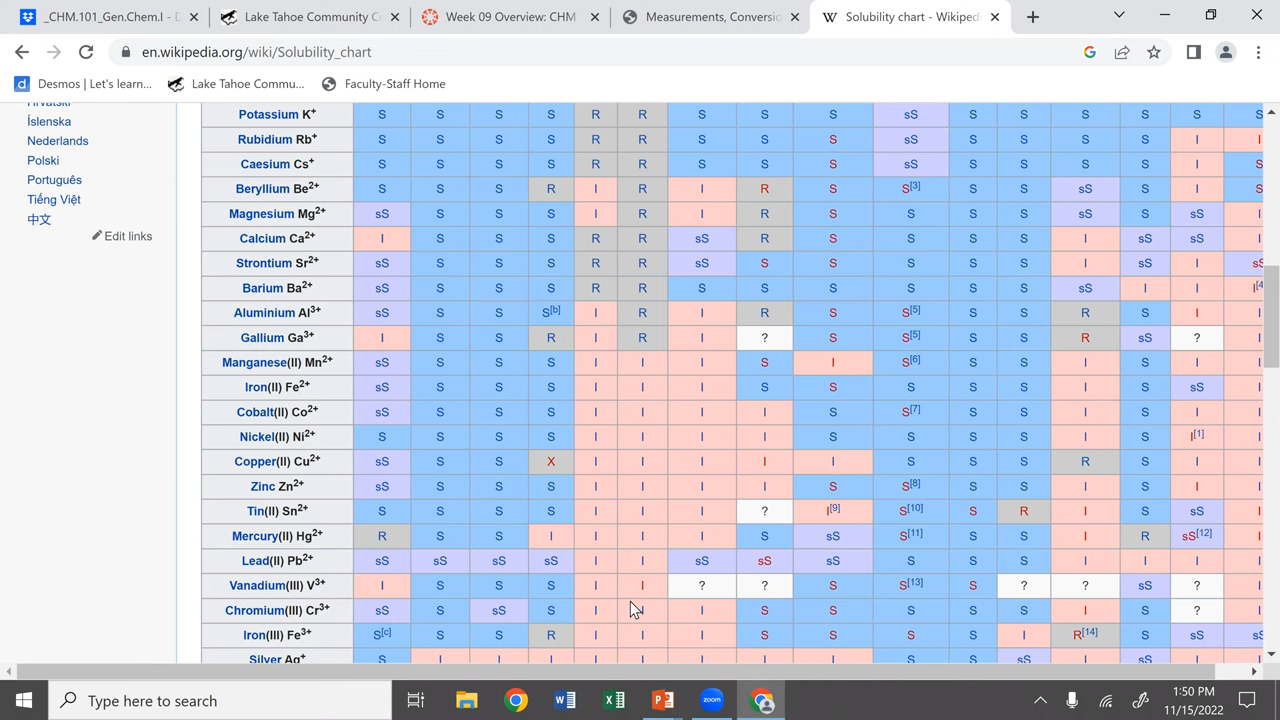 _CHM.101_Gen.Chem.I - D
Lake Tahoe Community C
Week 09 Overview: CHM
Measurements, Conversio
Solubility chart - Wikiped
en.wikipedia.org/wiki/Solubility_chart
Desmos | Let's learn...
Lake Tahoe Commu...
Faculty-Staff Home
Hrvatski
Íslenska
Nederlands
Polski
Português
Tiếng Việt
中文
Edit links
Potassium K+ S S S S R R S S S sS S S S S S S
Rubidium Rb+ S S S S R R S S S sS S S S S I I
Caesium Cs+ S S S S R R S S S sS S S S S I S
Beryllium Be2+ S S S R I R I R S S[3] S S sS S I S
Magnesium Mg2+ sS S S S I R I R S S S S sS S sS I
Calcium Ca2+ I S S S R R sS R S S S S I sS sS I
Strontium Sr2+ sS S S S R R sS S S S S S I sS I sS
Barium Ba2+ sS S S S R R S S S S S S sS I I I[4
Aluminium Al3+ sS S S S[b] I R I R S S[5] S S R S I I
Gallium Ga3+ I S S R I R I ? S S[5] S S R sS ? I
Manganese(II) Mn2+ sS S S S I I I S I S[6] S S I S I I
Iron(II) Fe2+ sS S S S I I I S S S S S I S sS I
Cobalt(II) Co2+ sS S S S I I I I S S[7] S S I S I I
Nickel(II) Ni2+ S S S S I I I I S S S S I S I[1] I
Copper(II) Cu2+ sS S S X I I I I I S S S R S I I
Zinc Zn2+ sS S S S I I I I S S[8] S S I S I I
Tin(II) Sn2+ S S S S I I I ? I[9] S[10] S R I S sS I
Mercury(II) Hg2+ R S S I I I I S sS S[11] S S I R sS[12] I
Lead(II) Pb2+ sS sS sS sS I I sS sS sS S S S I I I I
Vanadium(III) V3+ I S S S I I ? ? S S[13] S ? ? sS ? I
Chromium(III) Cr3+ sS S sS S I I I S S S S S I S ? I
Iron(III) Fe3+ S[c] S S R I I I S S S S I R[14] S sS sS
Silver Ag+ S I I I I I I I I S S sS I sS I I
Type here to search
1:50 PM
11/15/2022